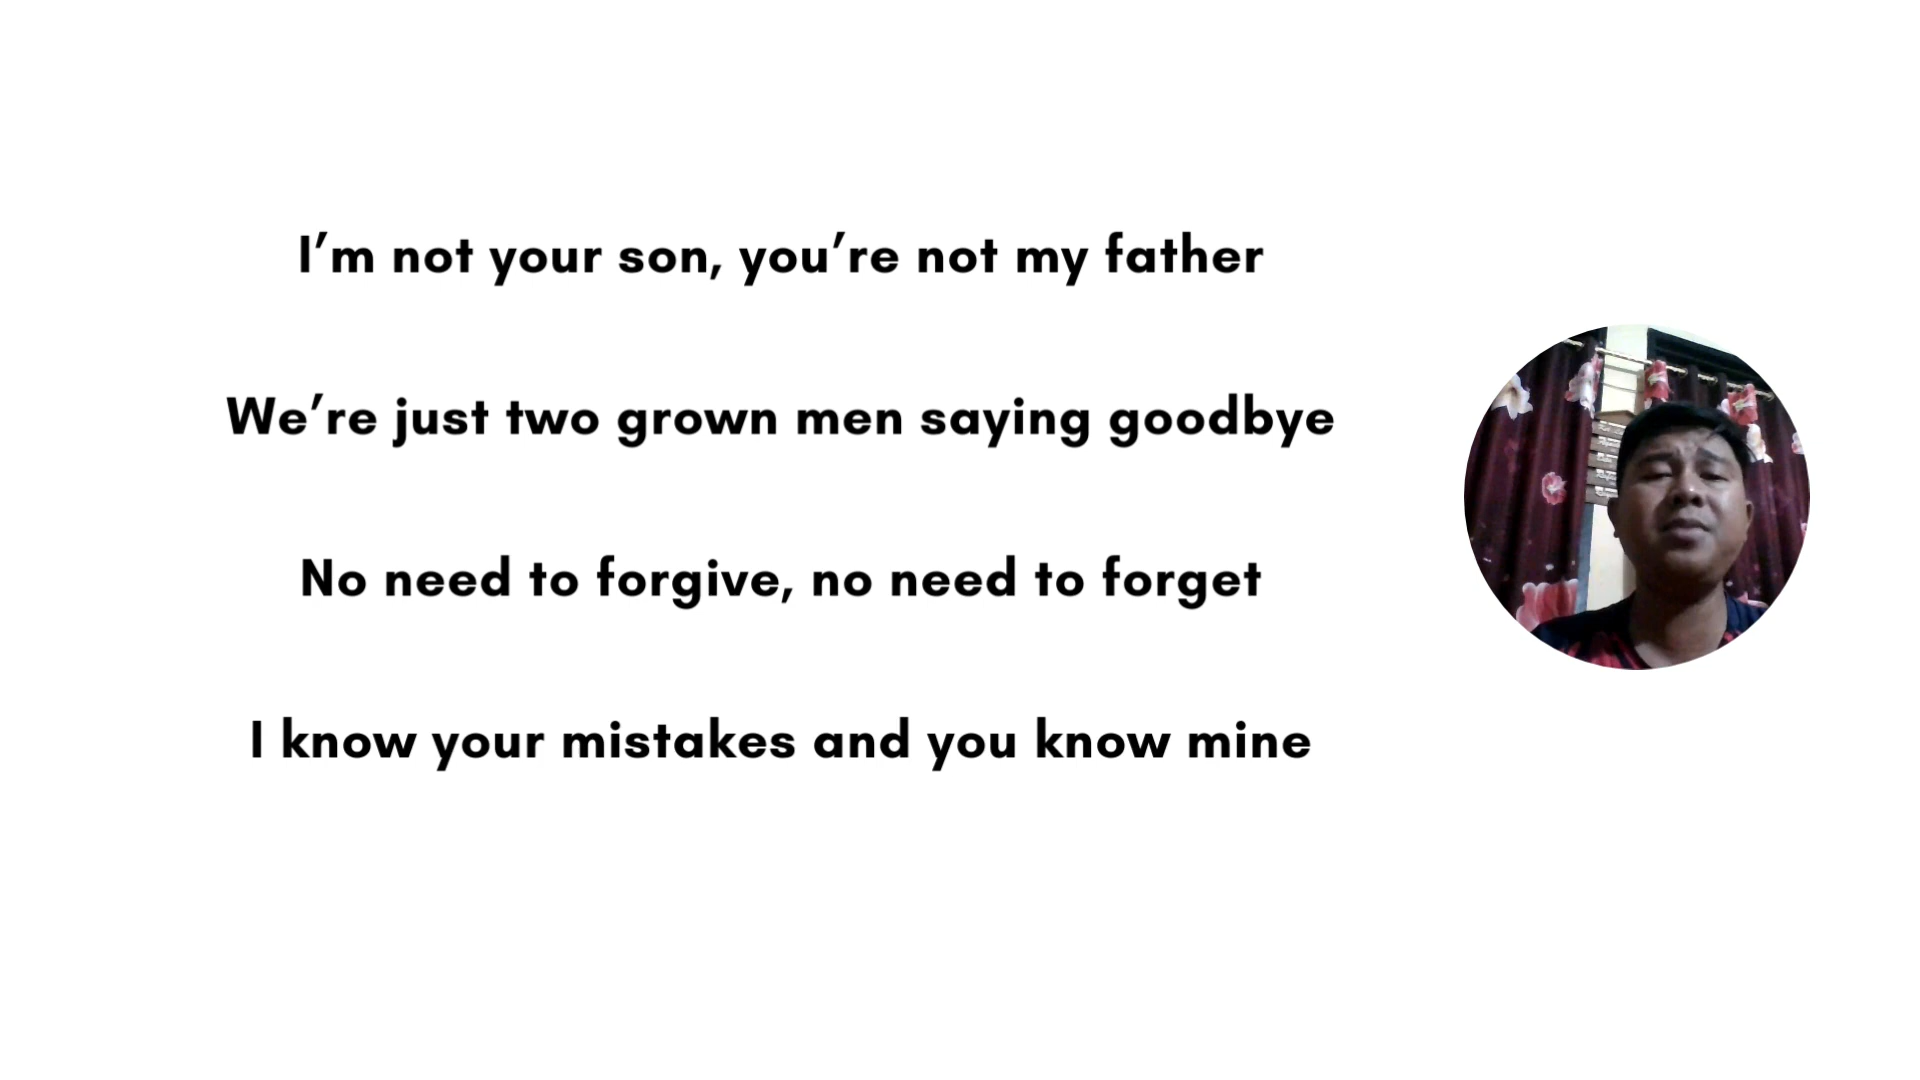 I’m not your son, you’re not my father
We’re just two grown men saying goodbye
No need to forgive, no need to forget
I know your mistakes and you know mine